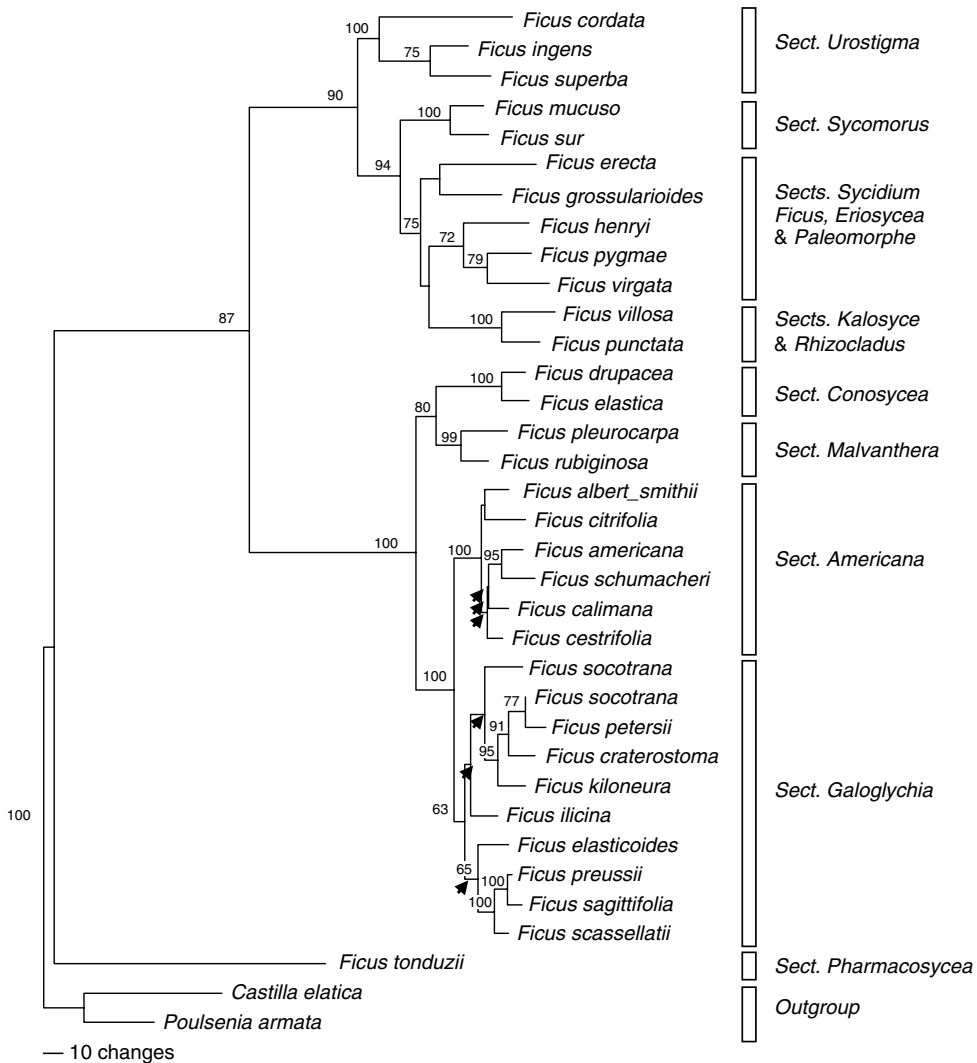 100
Ficus cordata
75
Ficus ingens
Ficus superba
Sect. Urostigma
90
100
Ficus mucuso
Ficus sur
Sect. Sycomorus
94
Ficus erecta
75
Ficus grossularioides
72
Ficus henryi
79
Ficus pygmae
Ficus virgata
Sects. Sycidium
Ficus, Eriosycea
& Paleomorphe
87
100
Ficus villosa
Ficus punctata
Sects. Kalosyce
& Rhizocladus
100
Ficus drupacea
Ficus elastica
Sect. Conosycea
80
99
Ficus pleurocarpa
Ficus rubiginosa
Sect. Malvanthera
100
Ficus albert_smithii
Ficus citrifolia
100
95
Ficus americana
Ficus schumacheri
Ficus calimana
Ficus cestrifolia
Sect. Americana
100
Ficus socotrana
77
Ficus socotrana
91
Ficus petersii
95
Ficus craterostoma
Ficus kiloneura
63
Ficus ilicina
Ficus elasticoides
65
100
Ficus preussii
100
Ficus sagittifolia
Ficus scassellatii
Sect. Galoglychia
100
Ficus tonduzii
Sect. Pharmacosycea
Castilla elatica
Poulsenia armata
Outgroup
10 changes